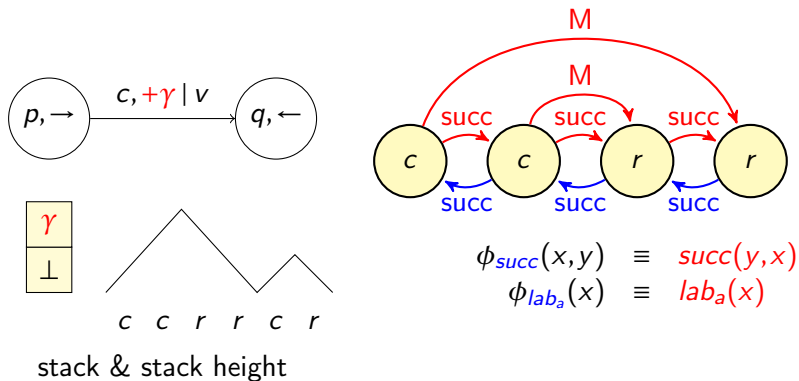 M
M
c, +γ | v
p, →
q, ←
succ succ succ
c c r r
succ succ succ
γ
⊥
ϕ_succ(x, y) ≡ succ(y, x)
ϕ_lab_a(x) ≡ lab_a(x)
c c r r c r
stack & stack height